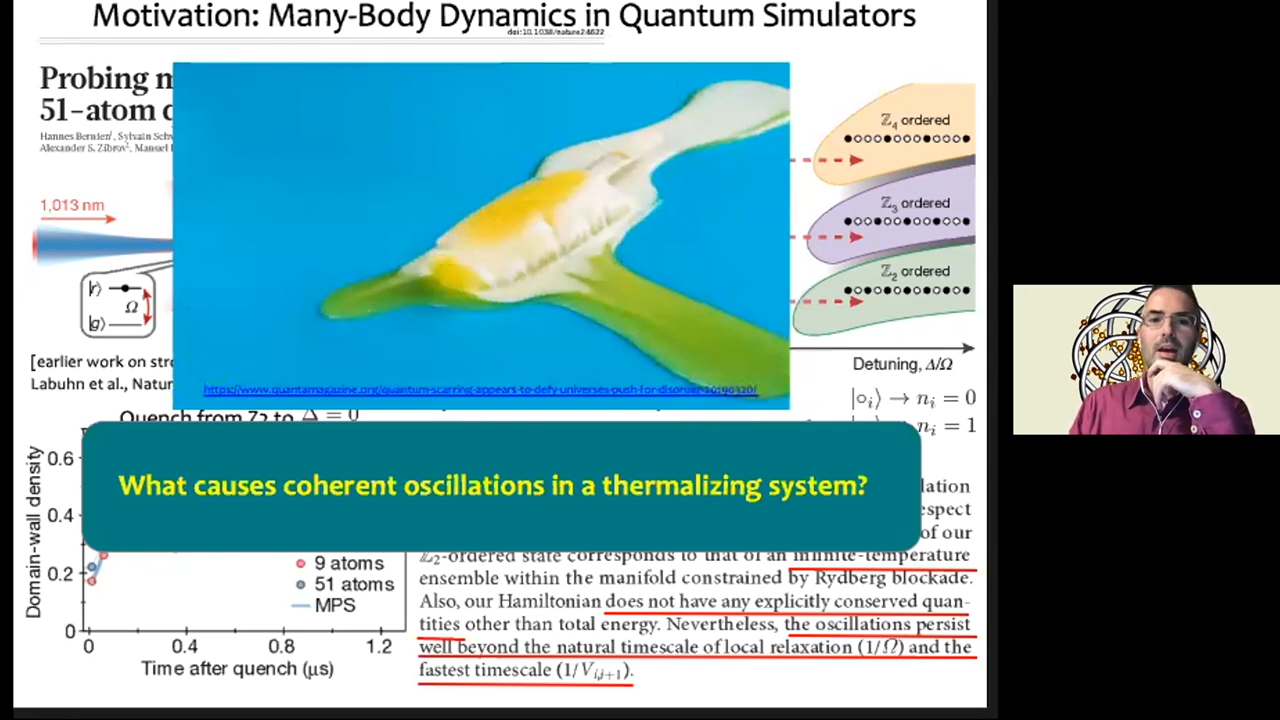 Motivation: Many-Body Dynamics in Quantum Simulators
doi:10.1038/nature24622
Probing
51-atom
Hannes Bernien¹, Sylvain
Alexander S. Zibrov², Manuel
1,013 nm
|r⟩
Ω
|g⟩
[earlier work on
Labuhn et al.,
https://www.quantamagazine.org/quantum-scarring-appears-to-defy-universes-push-for-disorder-20190320/
ℤ₄ ordered
ℤ₃ ordered
ℤ₂ ordered
Detuning, Δ/Ω
|○ᵢ⟩ → nᵢ = 0
→ nᵢ = 1
Quench from Z2 to Δ = 0
What causes coherent oscillations in a thermalizing system?
Domain-wall density
0.6
0.4
0.2
0
0
0.4
0.8
1.2
Time after quench (μs)
9 atoms
51 atoms
MPS
of our
ℤ₂-ordered state corresponds to that of an infinite-temperature
ensemble within the manifold constrained by Rydberg blockade.
Also, our Hamiltonian does not have any explicitly conserved quan-
tities other than total energy. Nevertheless, the oscillations persist
well beyond the natural timescale of local relaxation (1/Ω) and the
fastest timescale (1/Vᵢ,ᵢ₊₁).